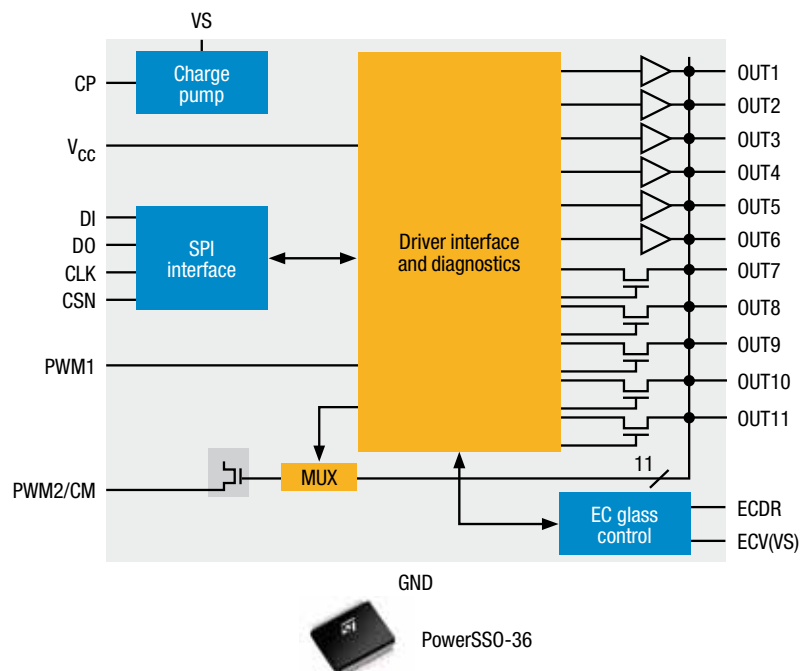 VS
CP
Charge
pump
VCC
DI
DO
CLK
CSN
SPI
interface
PWM1
PWM2/CM
MUX
Driver interface
and diagnostics
OUT1
OUT2
OUT3
OUT4
OUT5
OUT6
OUT7
OUT8
OUT9
OUT10
OUT11
11
EC glass
control
ECDR
ECV(VS)
GND
ST
PowerSSO-36